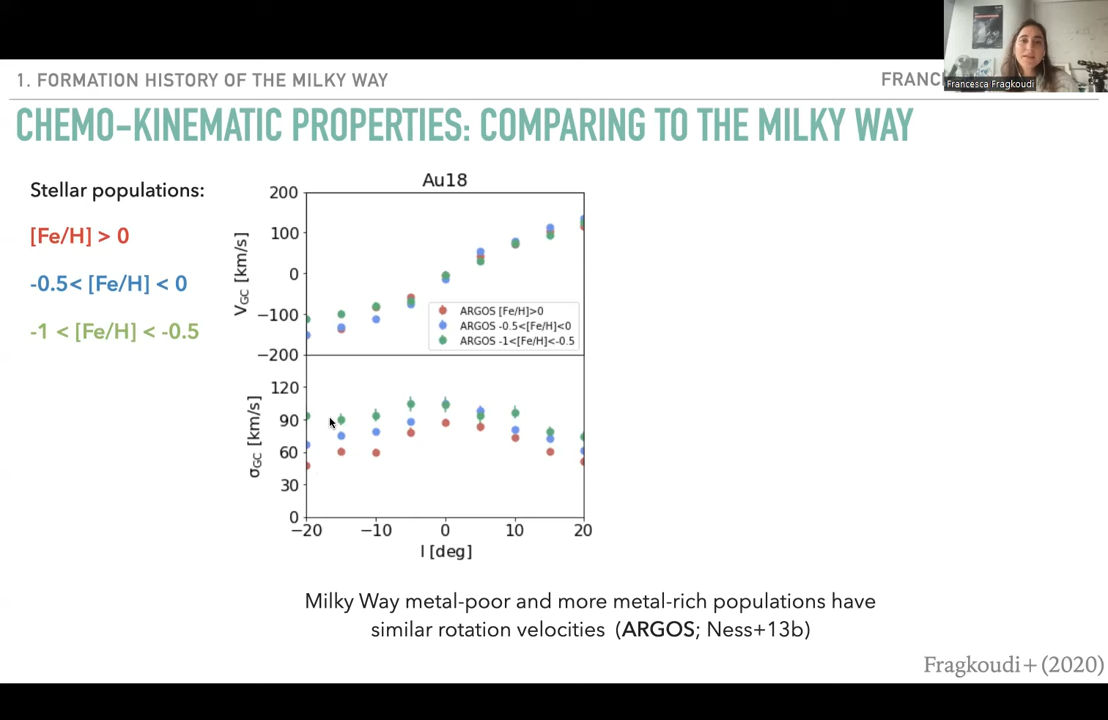 1. FORMATION HISTORY OF THE MILKY WAY
FRANC
Francesca Fragkoudi
CHEMO-KINEMATIC PROPERTIES: COMPARING TO THE MILKY WAY
Stellar populations:
[Fe/H] > 0
-0.5< [Fe/H] < 0
-1 < [Fe/H] < -0.5
Au18
200
100
0
−100
−200
V_GC [km/s]
ARGOS [Fe/H]>0
ARGOS -0.5<[Fe/H]<0
ARGOS -1<[Fe/H]<-0.5
120
90
60
30
0
σ_GC [km/s]
−20 −10 0 10 20
l [deg]
Milky Way metal-poor and more metal-rich populations have
similar rotation velocities (ARGOS; Ness+13b)
Fragkoudi+(2020)